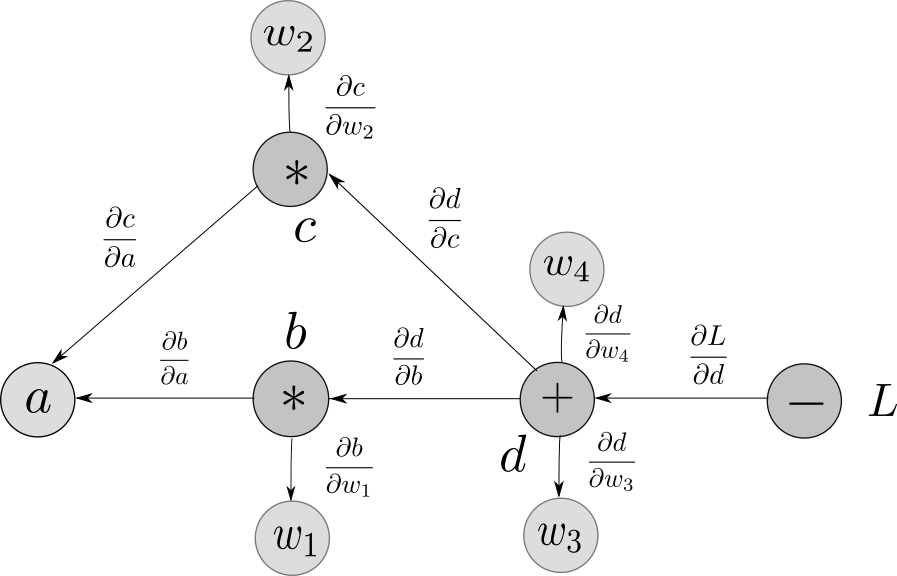 w₂
∂c/∂w₂
*
c
∂d/∂c
∂c/∂a
w₄
b
∂d/∂w₄
∂L/∂d
∂b/∂a
∂d/∂b
a
*
+
−
L
d
∂b/∂w₁
∂d/∂w₃
w₁
w₃